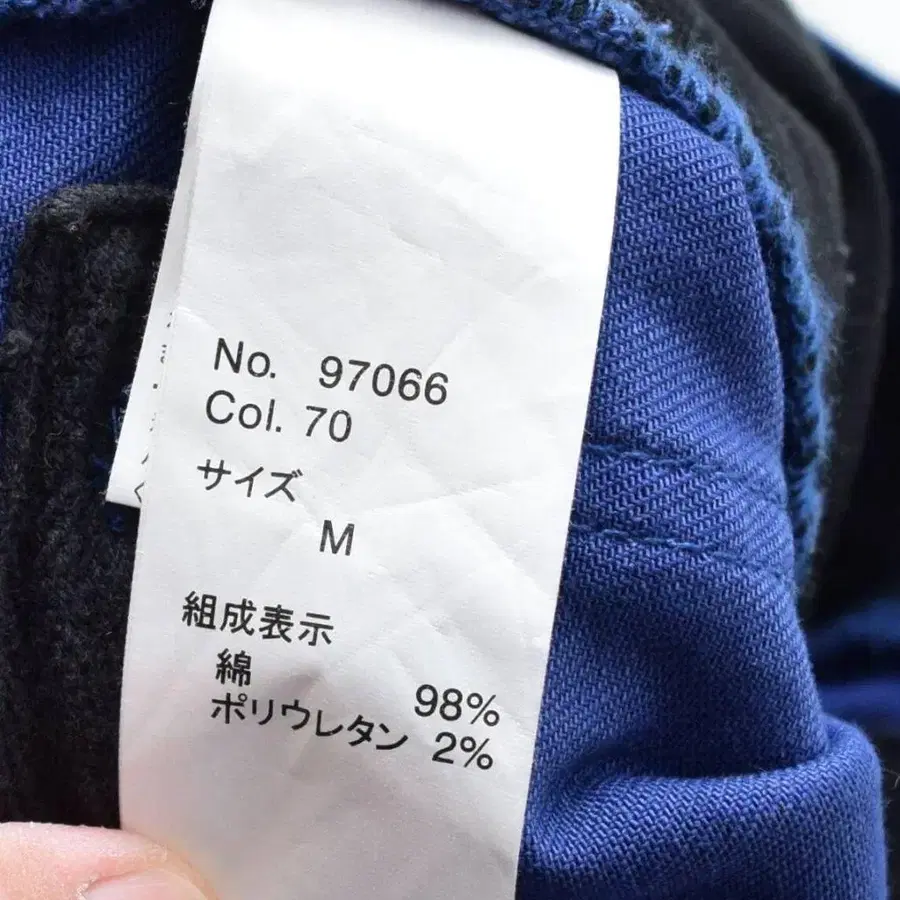 No. 97066
Col. 70
サイズ
M
組成表示
綿 98%
ポリウレタン 2%